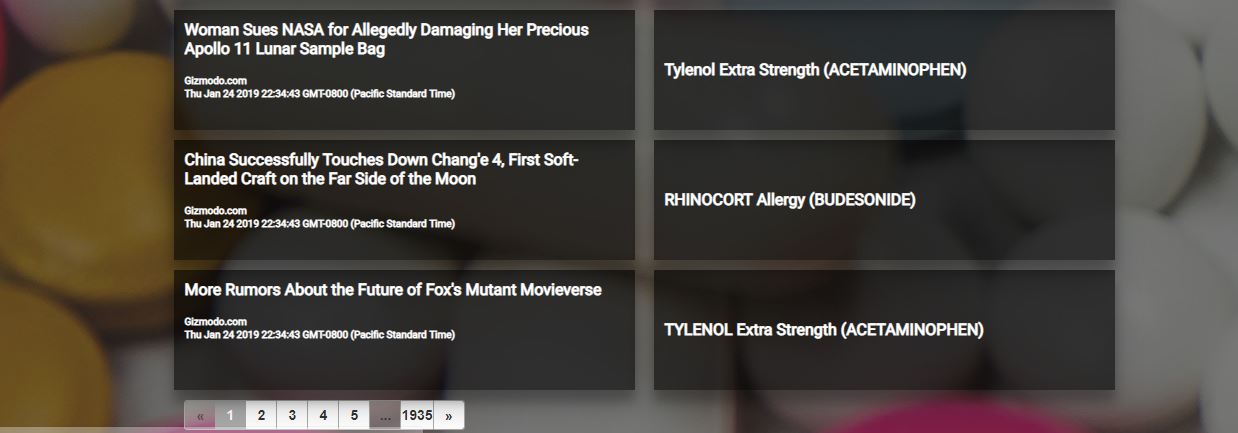 Woman Sues NASA for Allegedly Damaging Her Precious
Apollo 11 Lunar Sample Bag
Gizmodo.com
Thu Jan 24 2019 22:34:43 GMT-0800 (Pacific Standard Time)
Tylenol Extra Strength (ACETAMINOPHEN)
China Successfully Touches Down Chang'e 4, First Soft-
Landed Craft on the Far Side of the Moon
Gizmodo.com
Thu Jan 24 2019 22:34:43 GMT-0800 (Pacific Standard Time)
RHINOCORT Allergy (BUDESONIDE)
More Rumors About the Future of Fox's Mutant Movieverse
Gizmodo.com
Thu Jan 24 2019 22:34:43 GMT-0800 (Pacific Standard Time)
TYLENOL Extra Strength (ACETAMINOPHEN)
« 1 2 3 4 5 ... 1935 »